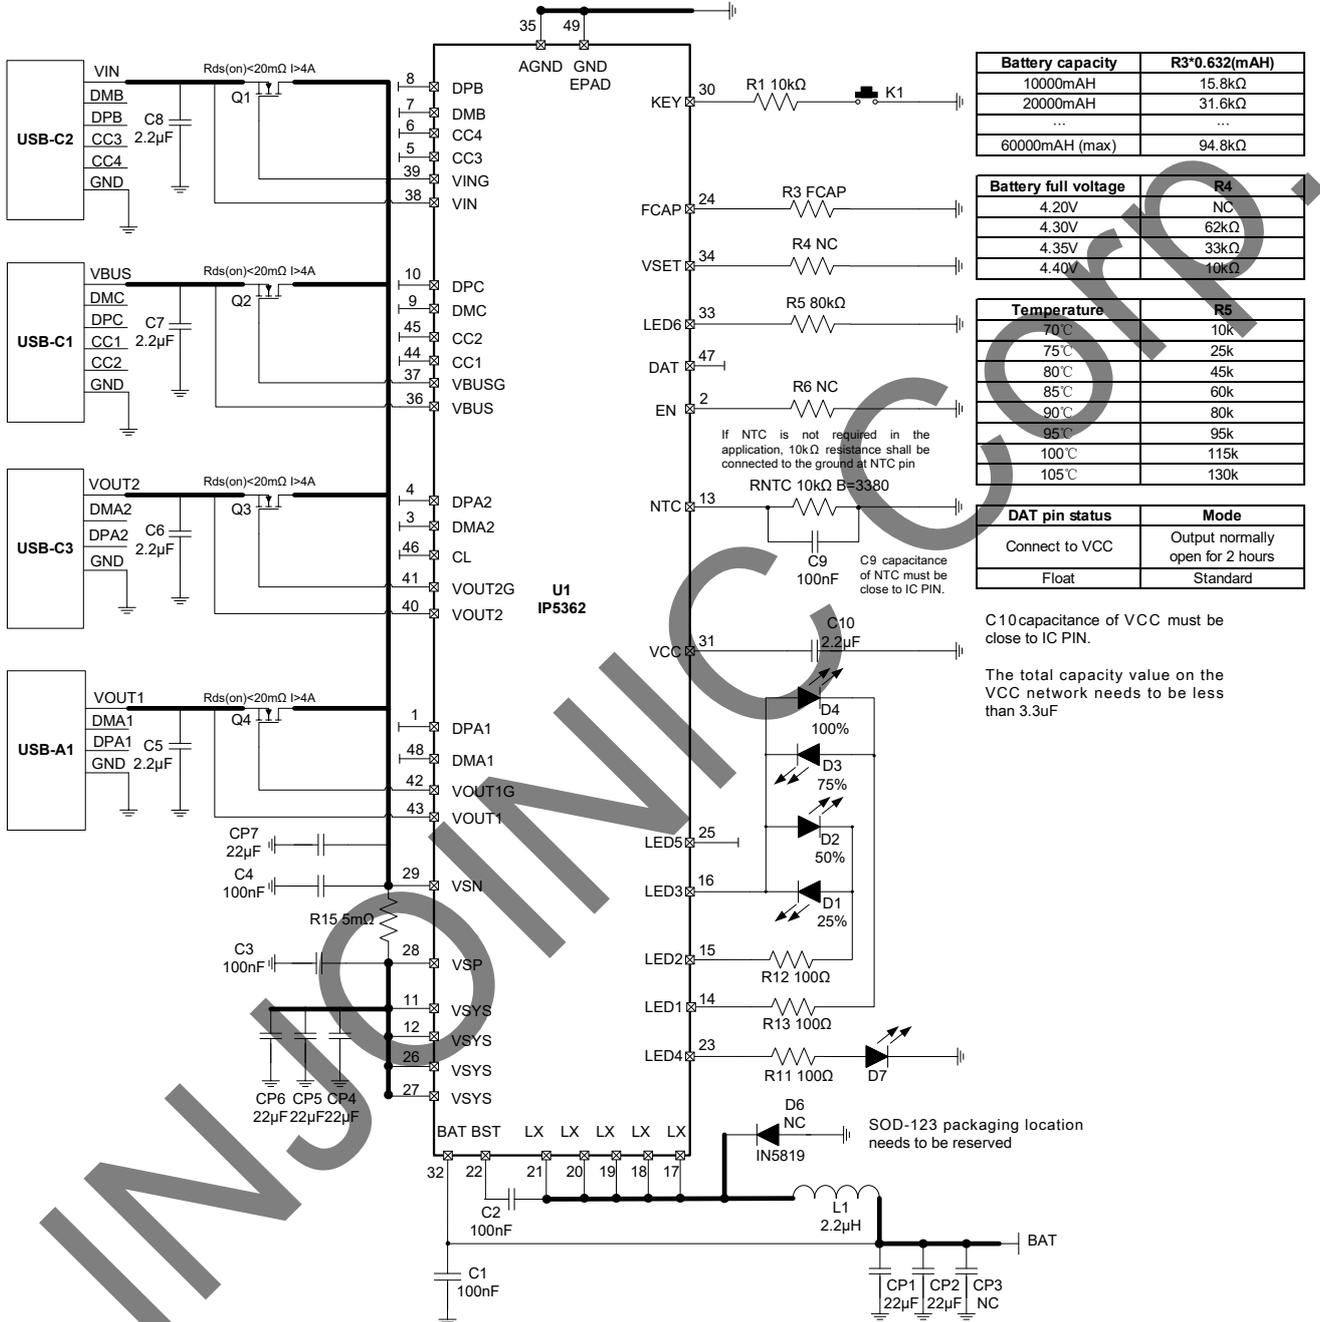 35
49
AGND
GND
EPAD
USB-C2
VIN
DMB
DPB
CC3
CC4
GND
C8
2.2μF
Rds(on)<20mΩ I>4A
Q1
8
DPB
7
DMB
6
CC4
5
CC3
39
VING
38
VIN
USB-C1
VBUS
DMC
DPC
CC1
CC2
GND
C7
2.2μF
Rds(on)<20mΩ I>4A
Q2
10
DPC
9
DMC
45
CC2
44
CC1
37
VBUSG
36
VBUS
USB-C3
VOUT2
DMA2
DPA2
GND
C6
2.2μF
Rds(on)<20mΩ I>4A
Q3
4
DPA2
3
DMA2
46
CL
41
VOUT2G
40
VOUT2
USB-A1
VOUT1
DMA1
DPA1
GND
C5
2.2μF
Rds(on)<20mΩ I>4A
Q4
1
DPA1
48
DMA1
42
VOUT1G
43
VOUT1
CP7
22μF
C4
100nF
29
VSN
R15 5mΩ
C3
100nF
28
VSP
11
VSYS
12
VSYS
26
VSYS
27
VSYS
CP6 CP5 CP4
22μF 22μF 22μF
U1
IP5362
KEY
30
R1 10kΩ
K1
FCAP
24
R3 FCAP
VSET
34
R4 NC
LED6
33
R5 80kΩ
DAT
47
EN
2
R6 NC
If NTC is not required in the
application, 10kΩ resistance shall be
connected to the ground at NTC pin
RNTC 10kΩ B=3380
NTC
13
C9
100nF
C9 capacitance
of NTC must be
close to IC PIN.
VCC
31
C10
2.2μF
D4
100%
D3
75%
D2
50%
D1
25%
LED5
25
LED3
16
LED2
15
R12 100Ω
LED1
14
R13 100Ω
LED4
23
R11 100Ω
D7
BAT BST LX LX LX LX LX
32
22
21
20
19
18
17
C2
100nF
C1
100nF
D6
NC
IN5819
SOD-123 packaging location
needs to be reserved
L1
2.2μH
BAT
CP1 CP2 CP3
22μF 22μF NC
Battery capacity R3*0.632(mAH)
10000mAH 15.8kΩ
20000mAH 31.6kΩ
... ...
60000mAH (max) 94.8kΩ
Battery full voltage R4
4.20V NC
4.30V 62kΩ
4.35V 33kΩ
4.40V 10kΩ
Temperature R5
70℃ 10k
75℃ 25k
80℃ 45k
85℃ 60k
90℃ 80k
95℃ 95k
100℃ 115k
105℃ 130k
DAT pin status Mode
Connect to VCC Output normally
open for 2 hours
Float Standard
C10capacitance of VCC must be
close to IC PIN.
The total capacity value on the
VCC network needs to be less
than 3.3uF
INJOINIC Corp.